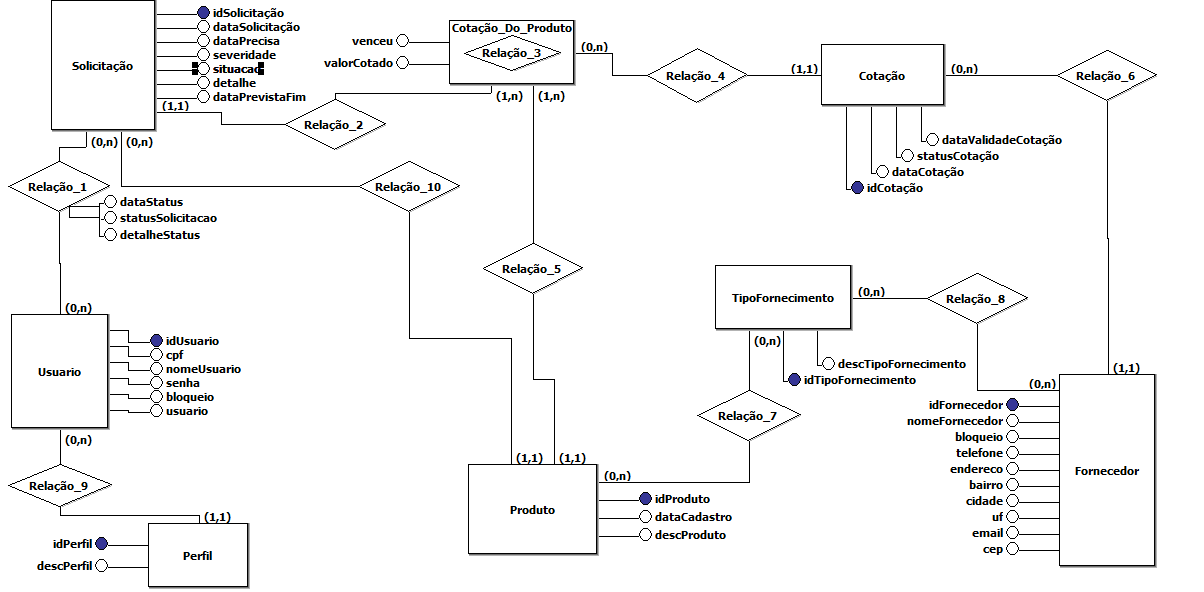 Solicitação
idSolicitação
dataSolicitação
dataPrecisa
severidade
situacao
detalhe
dataPrevistaFim
(1,1)
(0,n)
(0,n)
Relação_2
venceu
valorCotado
Cotação_Do_Produto
Relação_3
(0,n)
(1,n)
(1,n)
Relação_4
(1,1)
Cotação
(0,n)
Relação_6
dataValidadeCotação
statusCotação
dataCotação
idCotação
Relação_1
dataStatus
statusSolicitacao
detalheStatus
Relação_10
Relação_5
TipoFornecimento
(0,n)
(0,n)
Relação_8
descTipoFornecimento
idTipoFornecimento
(0,n)
Usuario
idUsuario
cpf
nomeUsuario
senha
bloqueio
usuario
(0,n)
Relação_7
(1,1)
(0,n)
idFornecedor
nomeFornecedor
bloqueio
telefone
endereco
bairro
cidade
uf
email
cep
Fornecedor
Relação_9
(1,1)
(1,1)
(0,n)
Produto
idProduto
dataCadastro
descProduto
(1,1)
idPerfil
descPerfil
Perfil